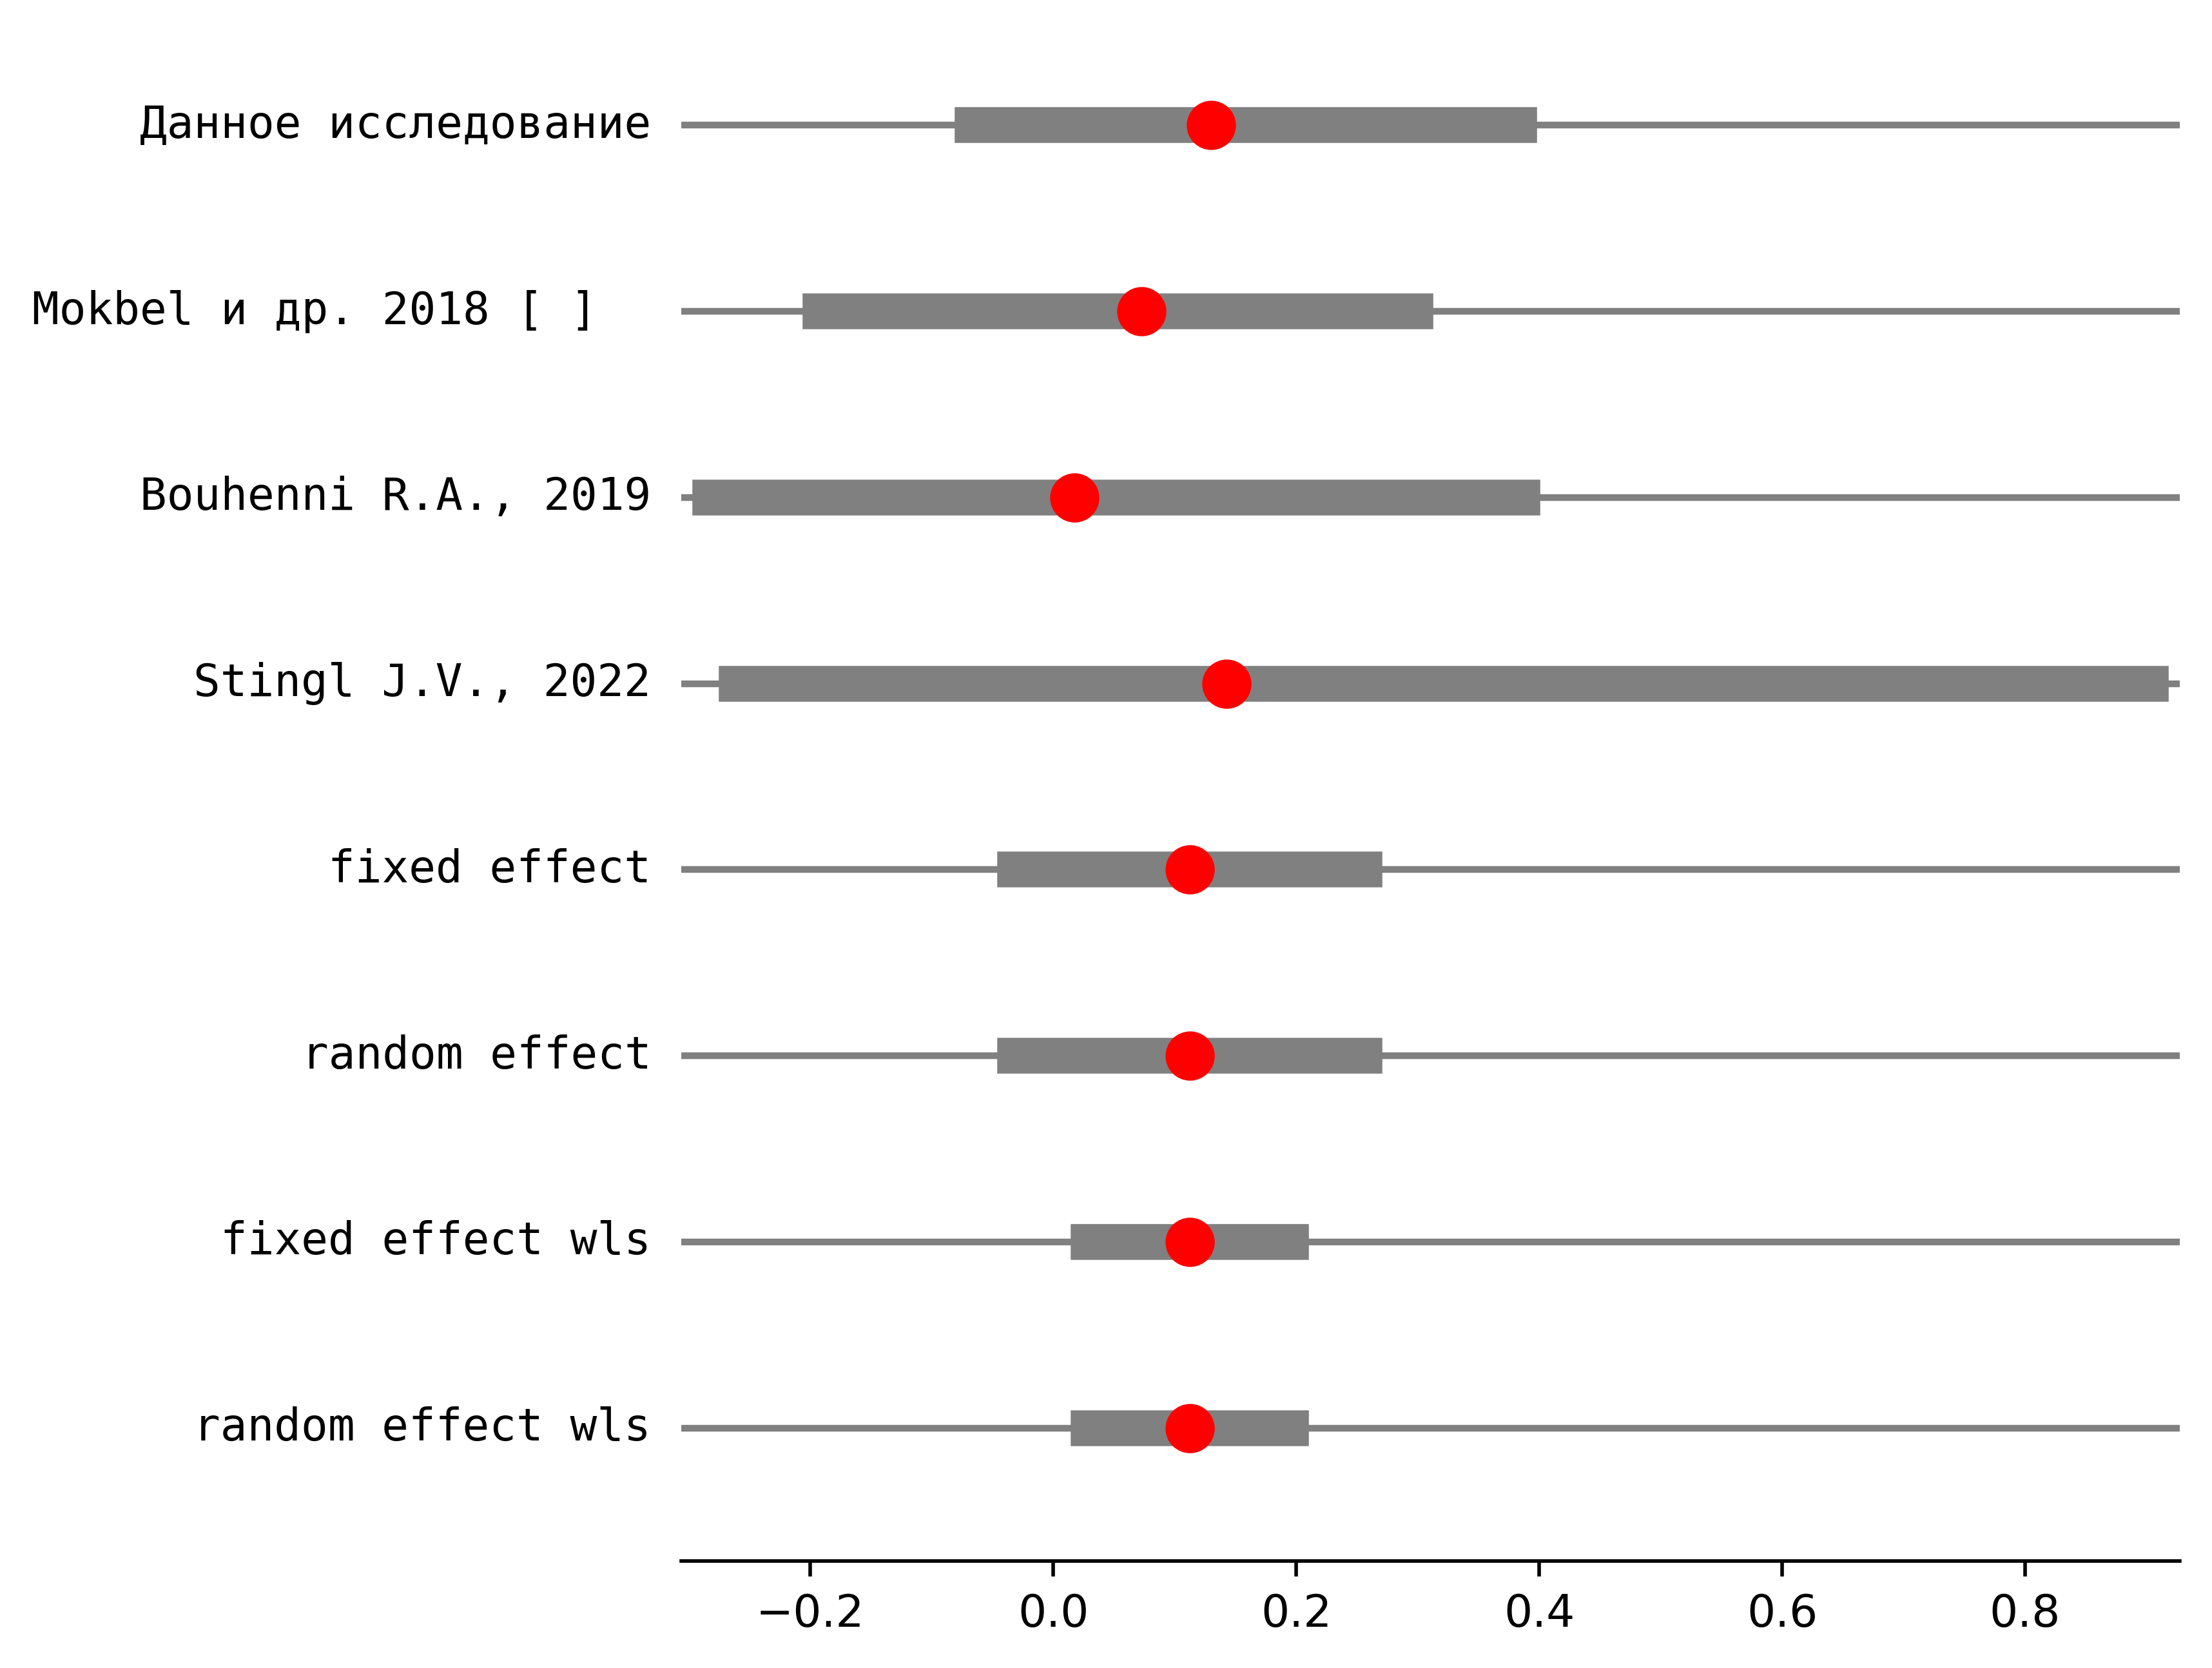 Данное исследование
Mokbel и др. 2018 [ ]
Bouhenni R.A., 2019
Stingl J.V., 2022
fixed effect
random effect
fixed effect wls
random effect wls
−0.2 0.0 0.2 0.4 0.6 0.8